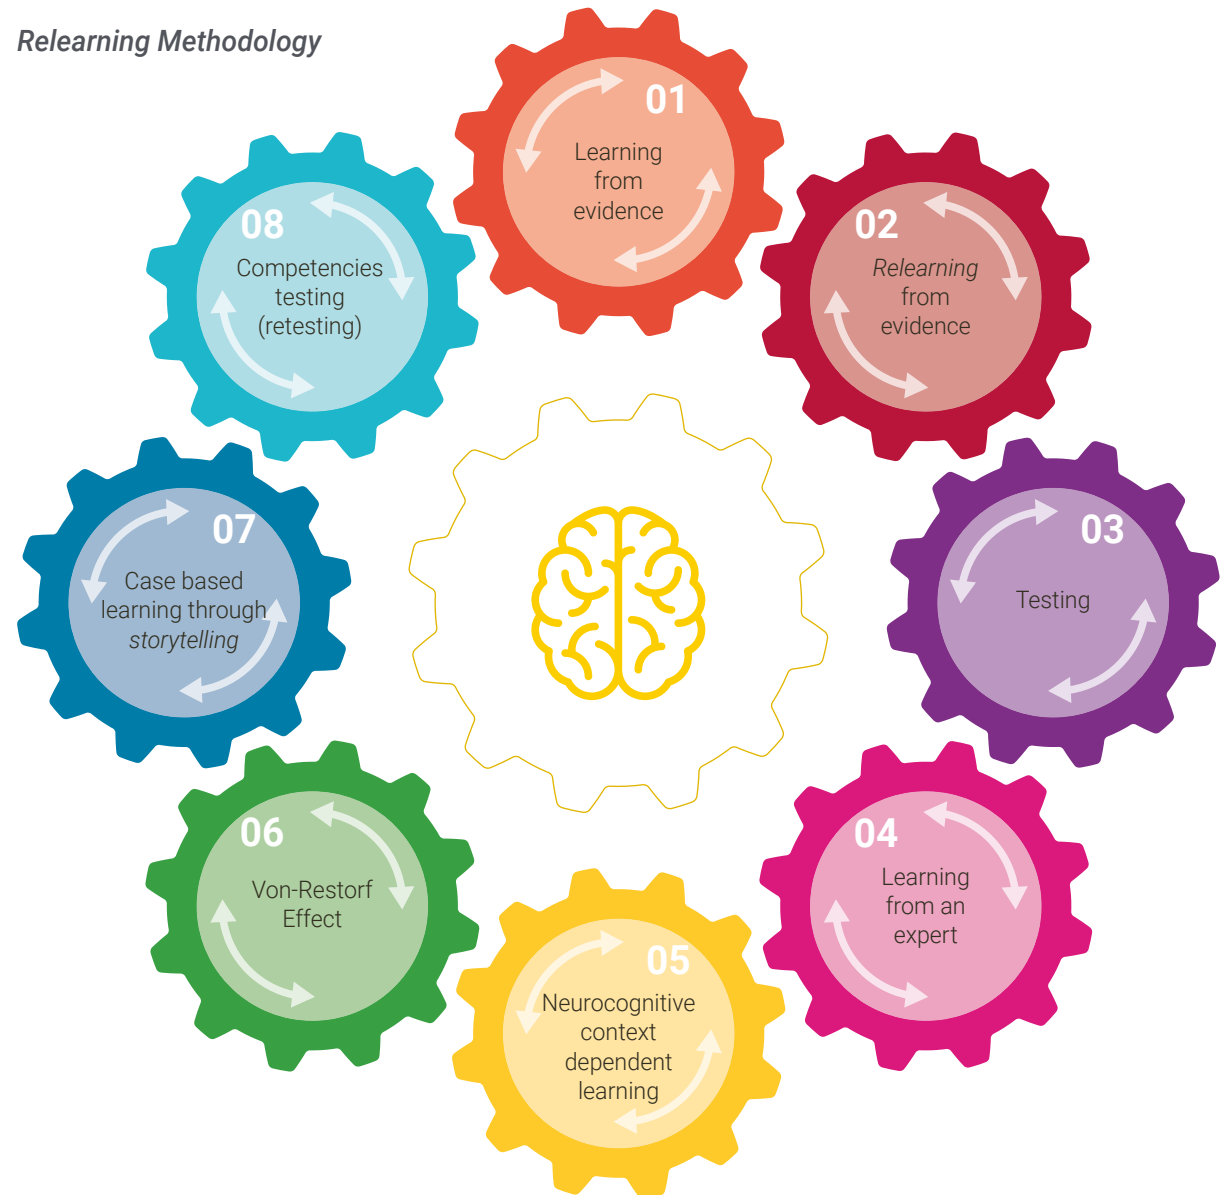 Relearning Methodology
01
Learning
from
evidence
02
Relearning
from
evidence
03
Testing
04
Learning
from an
expert
05
Neurocognitive
context
dependent
learning
06
Von-Restorf
Effect
07
Case based
learning through
storytelling
08
Competencies
testing
(retesting)